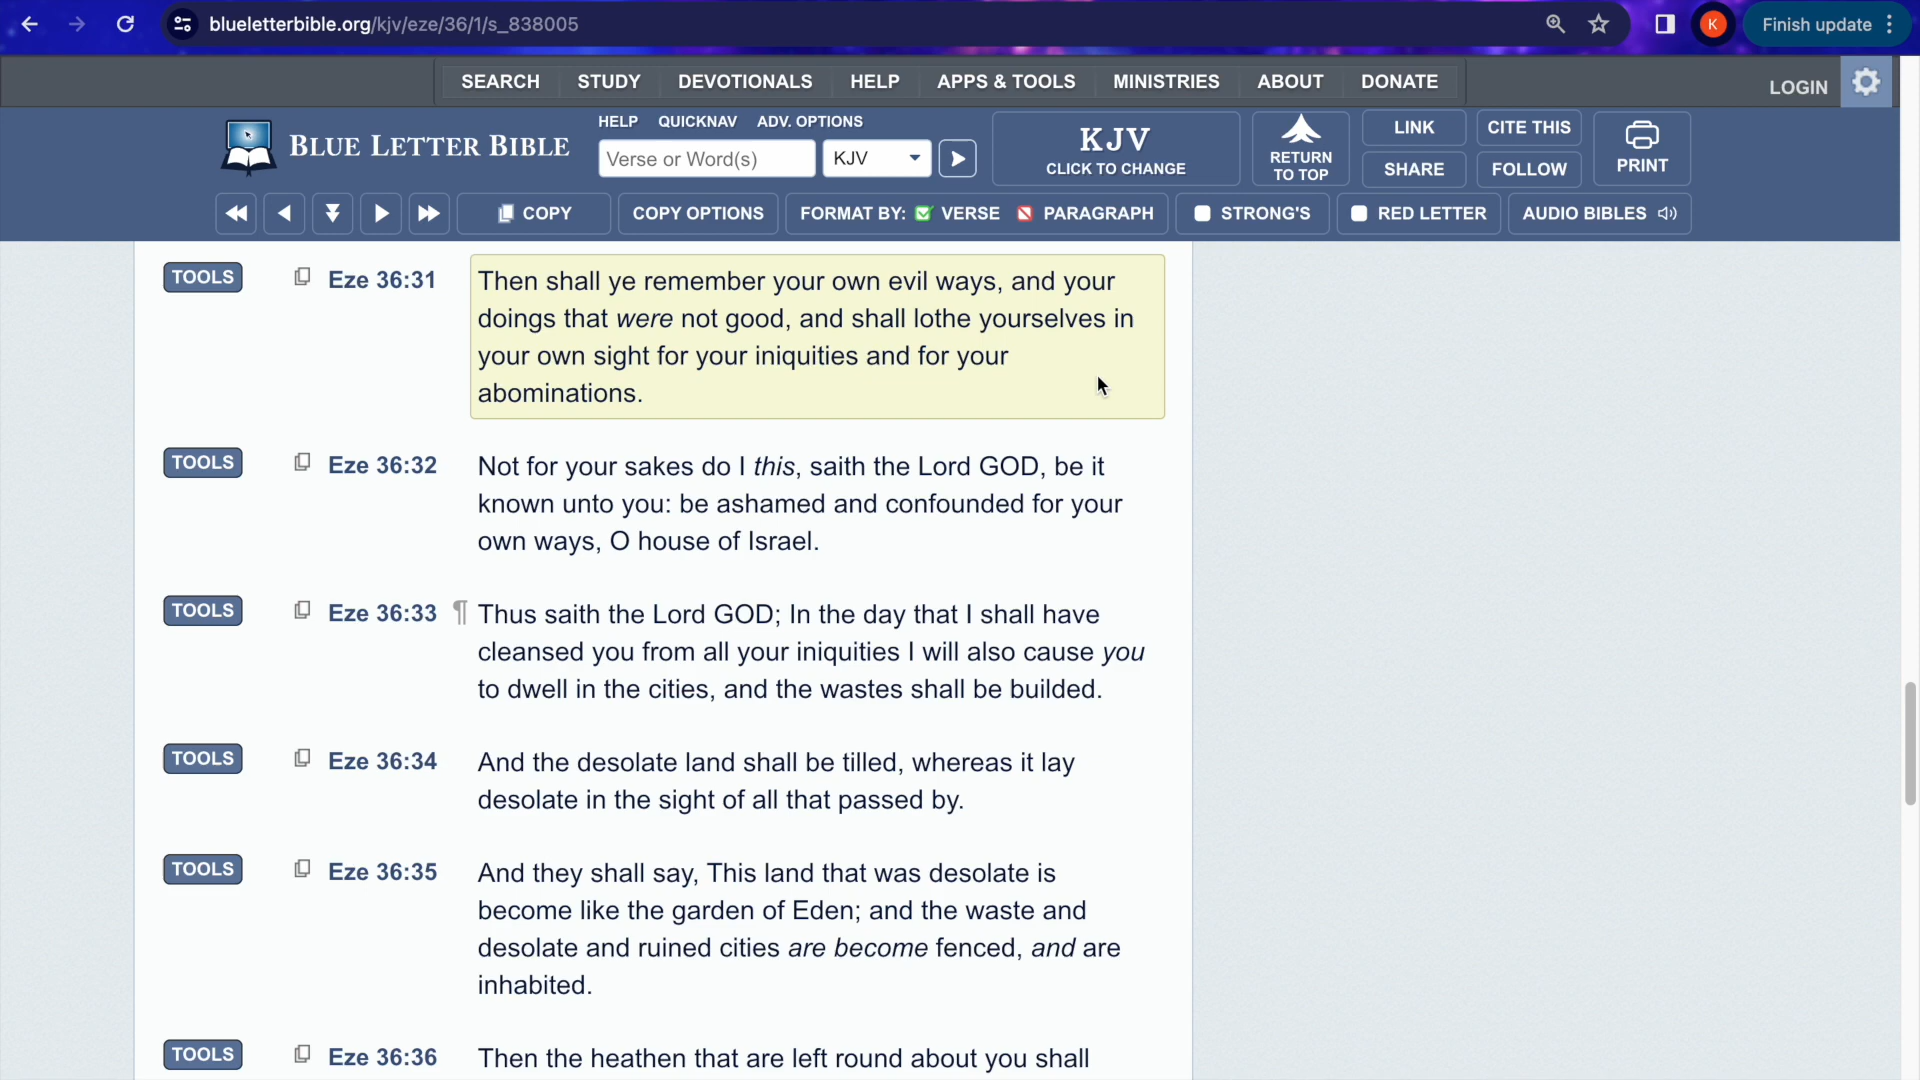 blueletterbible.org/kjv/eze/36/1/s_838005
K
Finish update
SEARCH STUDY DEVOTIONALS HELP APPS & TOOLS MINISTRIES ABOUT DONATE
LOGIN
BLUE LETTER BIBLE
HELP QUICKNAV ADV. OPTIONS
Verse or Word(s)
KJV
KJV
CLICK TO CHANGE
RETURN
TO TOP
LINK
CITE THIS
SHARE
FOLLOW
PRINT
COPY
COPY OPTIONS
FORMAT BY: VERSE PARAGRAPH
STRONG'S
RED LETTER
AUDIO BIBLES
TOOLS Eze 36:31 Then shall ye remember your own evil ways, and your
doings that were not good, and shall lothe yourselves in
your own sight for your iniquities and for your
abominations.
TOOLS Eze 36:32 Not for your sakes do I this, saith the Lord GOD, be it
known unto you: be ashamed and confounded for your
own ways, O house of Israel.
TOOLS Eze 36:33 ¶ Thus saith the Lord GOD; In the day that I shall have
cleansed you from all your iniquities I will also cause you
to dwell in the cities, and the wastes shall be builded.
TOOLS Eze 36:34 And the desolate land shall be tilled, whereas it lay
desolate in the sight of all that passed by.
TOOLS Eze 36:35 And they shall say, This land that was desolate is
become like the garden of Eden; and the waste and
desolate and ruined cities are become fenced, and are
inhabited.
TOOLS Eze 36:36 Then the heathen that are left round about you shall